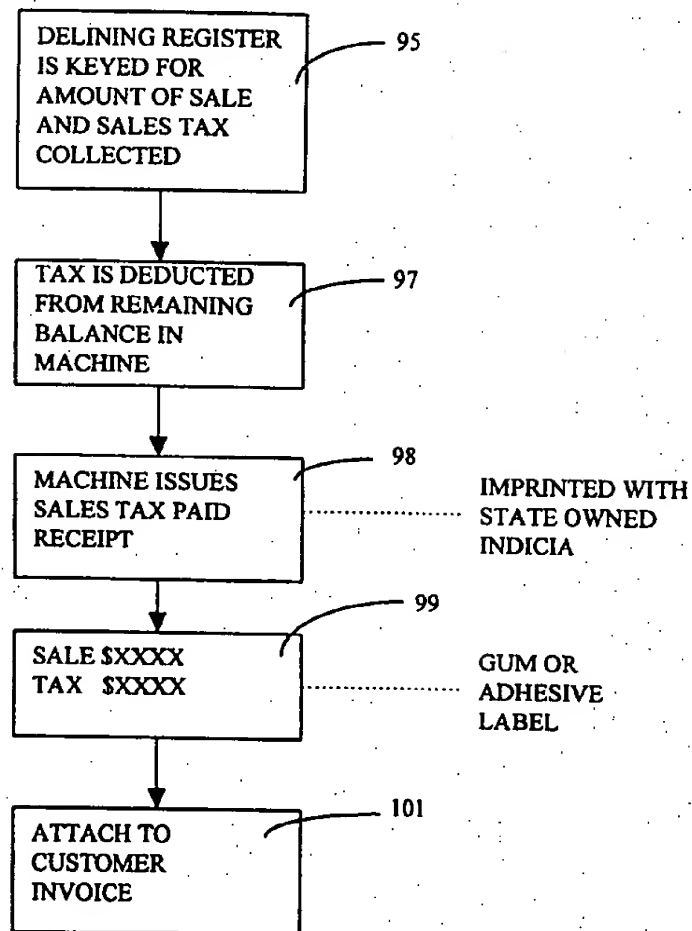 DELINING REGISTER
IS KEYED FOR
AMOUNT OF SALE
AND SALES TAX
COLLECTED
95
TAX IS DEDUCTED
FROM REMAINING
BALANCE IN
MACHINE
97
MACHINE ISSUES
SALES TAX PAID
RECEIPT
98
IMPRINTED WITH
STATE OWNED
INDICIA
SALE $XXXX
TAX $XXXX
99
GUM OR
ADHESIVE
LABEL
ATTACH TO
CUSTOMER
INVOICE
101